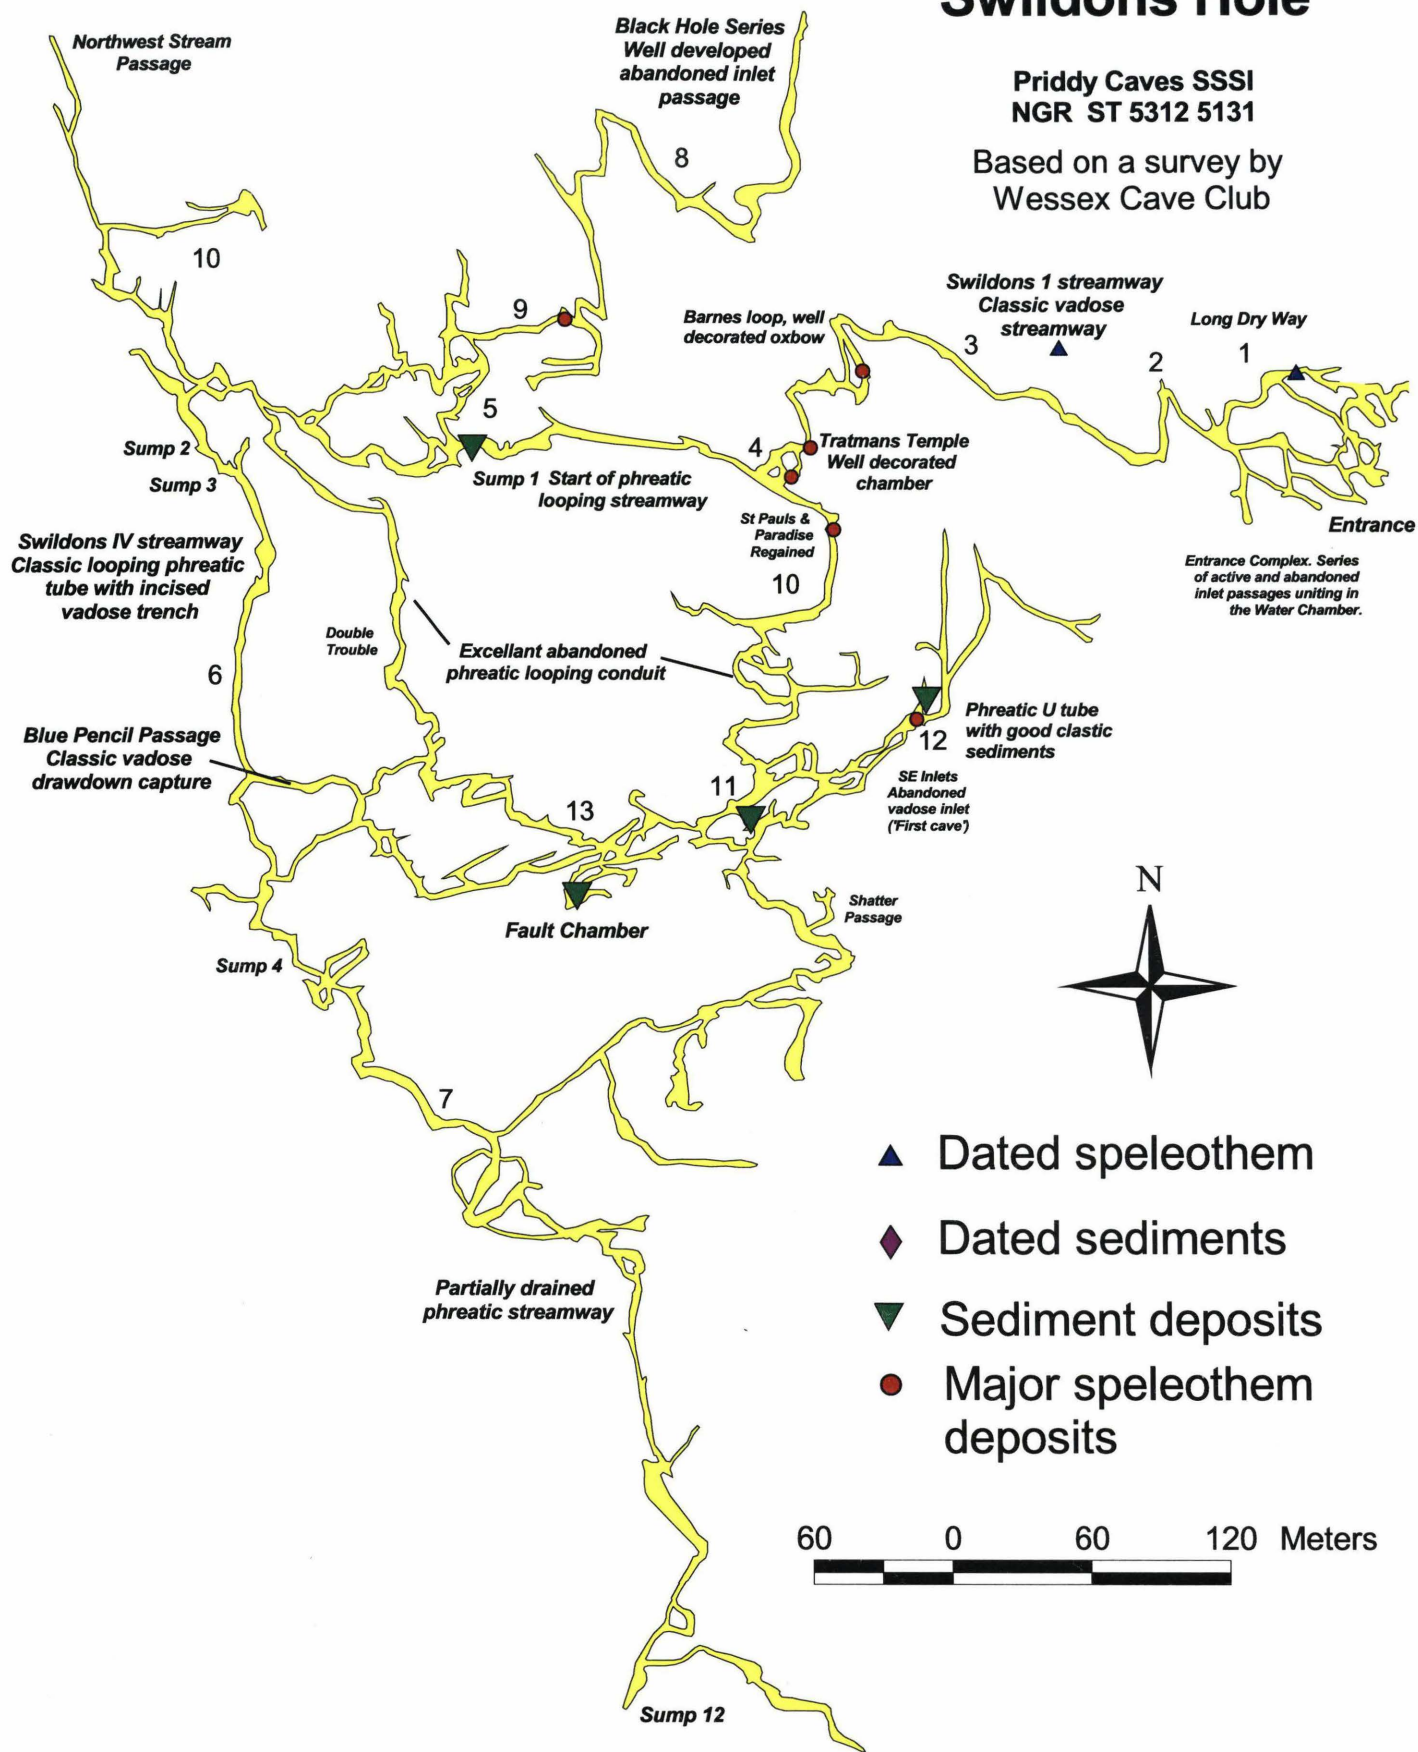 Swildons Hole
Priddy Caves SSSI
NGR ST 5312 5131
Based on a survey by
Wessex Cave Club
Northwest Stream
Passage
Black Hole Series
Well developed
abandoned inlet
passage
8
10
9
Barnes loop, well
decorated oxbow
Swildons 1 streamway
Classic vadose
streamway
3
2
Long Dry Way
1
5
Sump 2
Sump 3
Sump 1 Start of phreatic
looping streamway
4
Tratmans Temple
Well decorated
chamber
Entrance
Entrance Complex. Series
of active and abandoned
inlet passages uniting in
the Water Chamber.
St Pauls &
Paradise
Regained
10
Swildons IV streamway
Classic looping phreatic
tube with incised
vadose trench
Double
Trouble
Excellant abandoned
phreatic looping conduit
6
Blue Pencil Passage
Classic vadose
drawdown capture
Phreatic U tube
with good clastic
sediments
12
SE Inlets
Abandoned
vadose inlet
('First cave')
11
13
Fault Chamber
Shatter
Passage
Sump 4
7
N
Partially drained
phreatic streamway
Dated speleothem
Dated sediments
Sediment deposits
Major speleothem
deposits
60 0 60 120 Meters
Sump 12